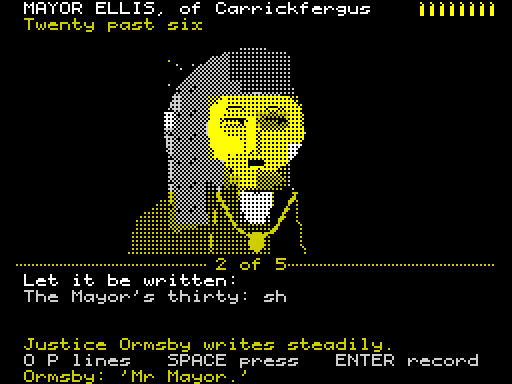 MAYOR ELLIS, of Carrickfergus
Twenty past six
2 of 5
Let it be written:
The Mayor's thirty: sh
Justice Ormsby writes steadily.
O P lines   SPACE press   ENTER record
Ormsby: 'Mr Mayor.'